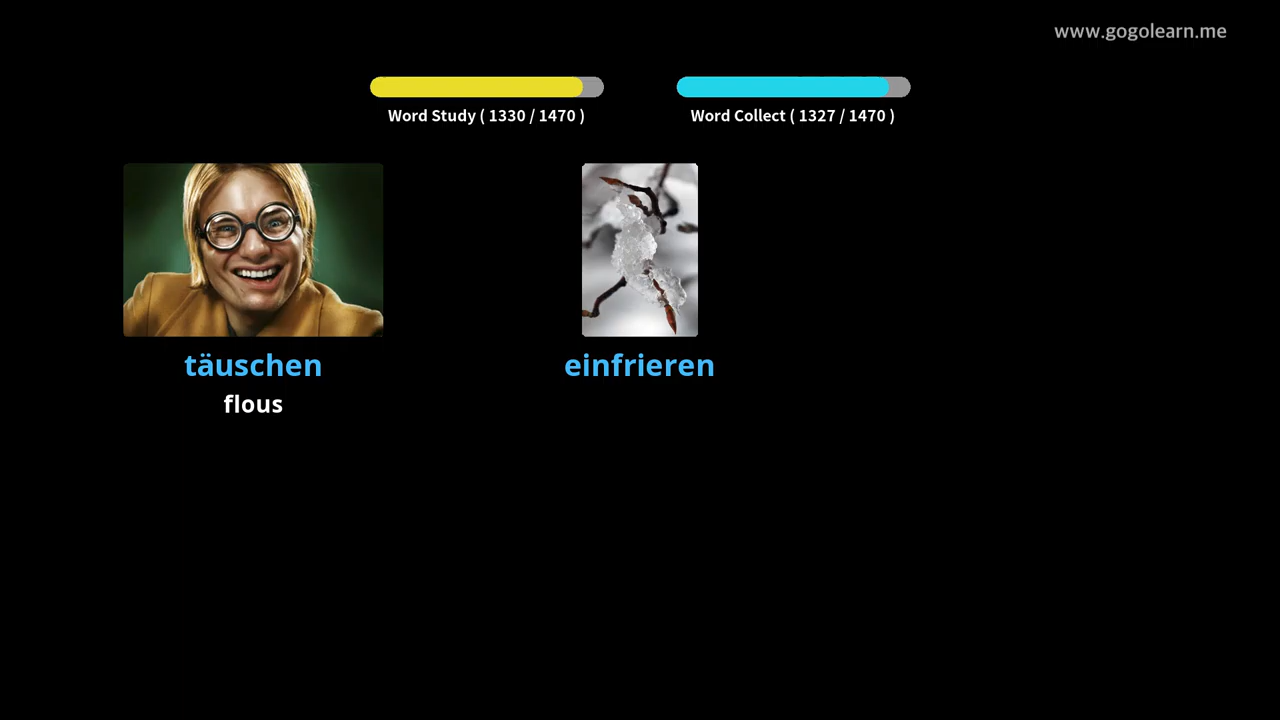 www.gogolearn.me
Word Study ( 1330 / 1470 )
Word Collect ( 1327 / 1470 )
täuschen
flous
einfrieren